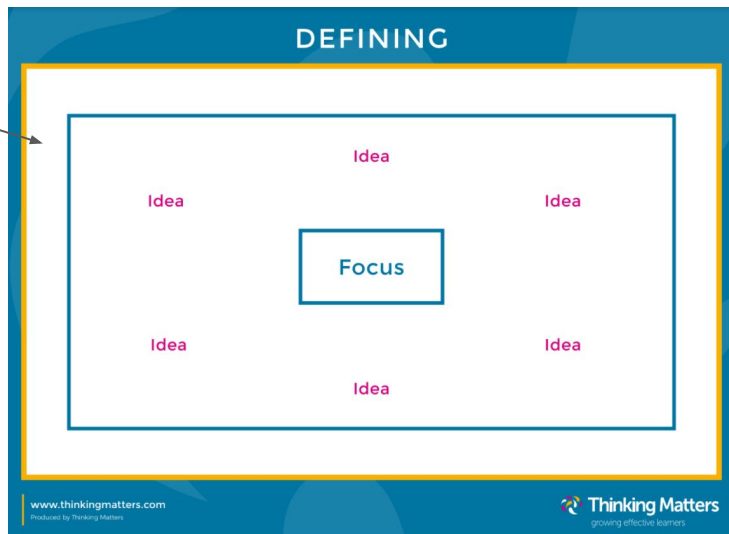 DEFINING
Idea
Idea
Idea
Focus
Idea
Idea
Idea
www.thinkingmatters.com
Produced by Thinking Matters
Thinking Matters
growing effective learners